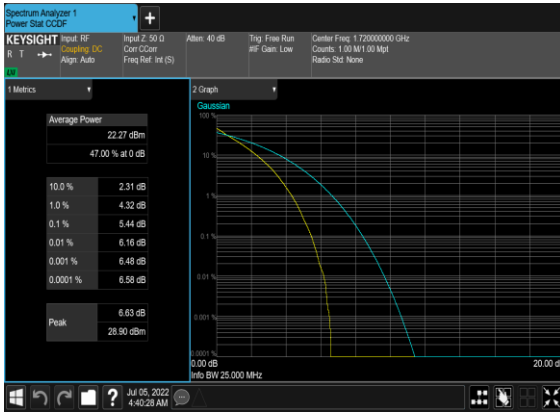 Spectrum Analyzer 1
Power Stat CCDF
+
KEYSIGHT
R T
LV
Input: RF
Coupling: DC
Align: Auto
Input Z: 50 Ω
Corr CCorr
Freq Ref: Int (S)
Atten: 40 dB
Trig: Free Run
#IF Gain: Low
Center Freq: 1.720000000 GHz
Counts: 1.00 M/1.00 Mpt
Radio Std: None
1 Metrics
Average Power
22.27 dBm
47.00 % at 0 dB
10.0 % 2.31 dB
1.0 % 4.32 dB
0.1 % 5.44 dB
0.01 % 6.16 dB
0.001 % 6.48 dB
0.0001 % 6.58 dB
Peak
6.63 dB
28.90 dBm
2 Graph
Gaussian
100 %
10 %
1 %
0.1 %
0.01 %
0.001 %
0.0001 %
0.00 dB
20.00 d
Info BW 25.000 MHz
?
Jul 05, 2022
4:40:28 AM